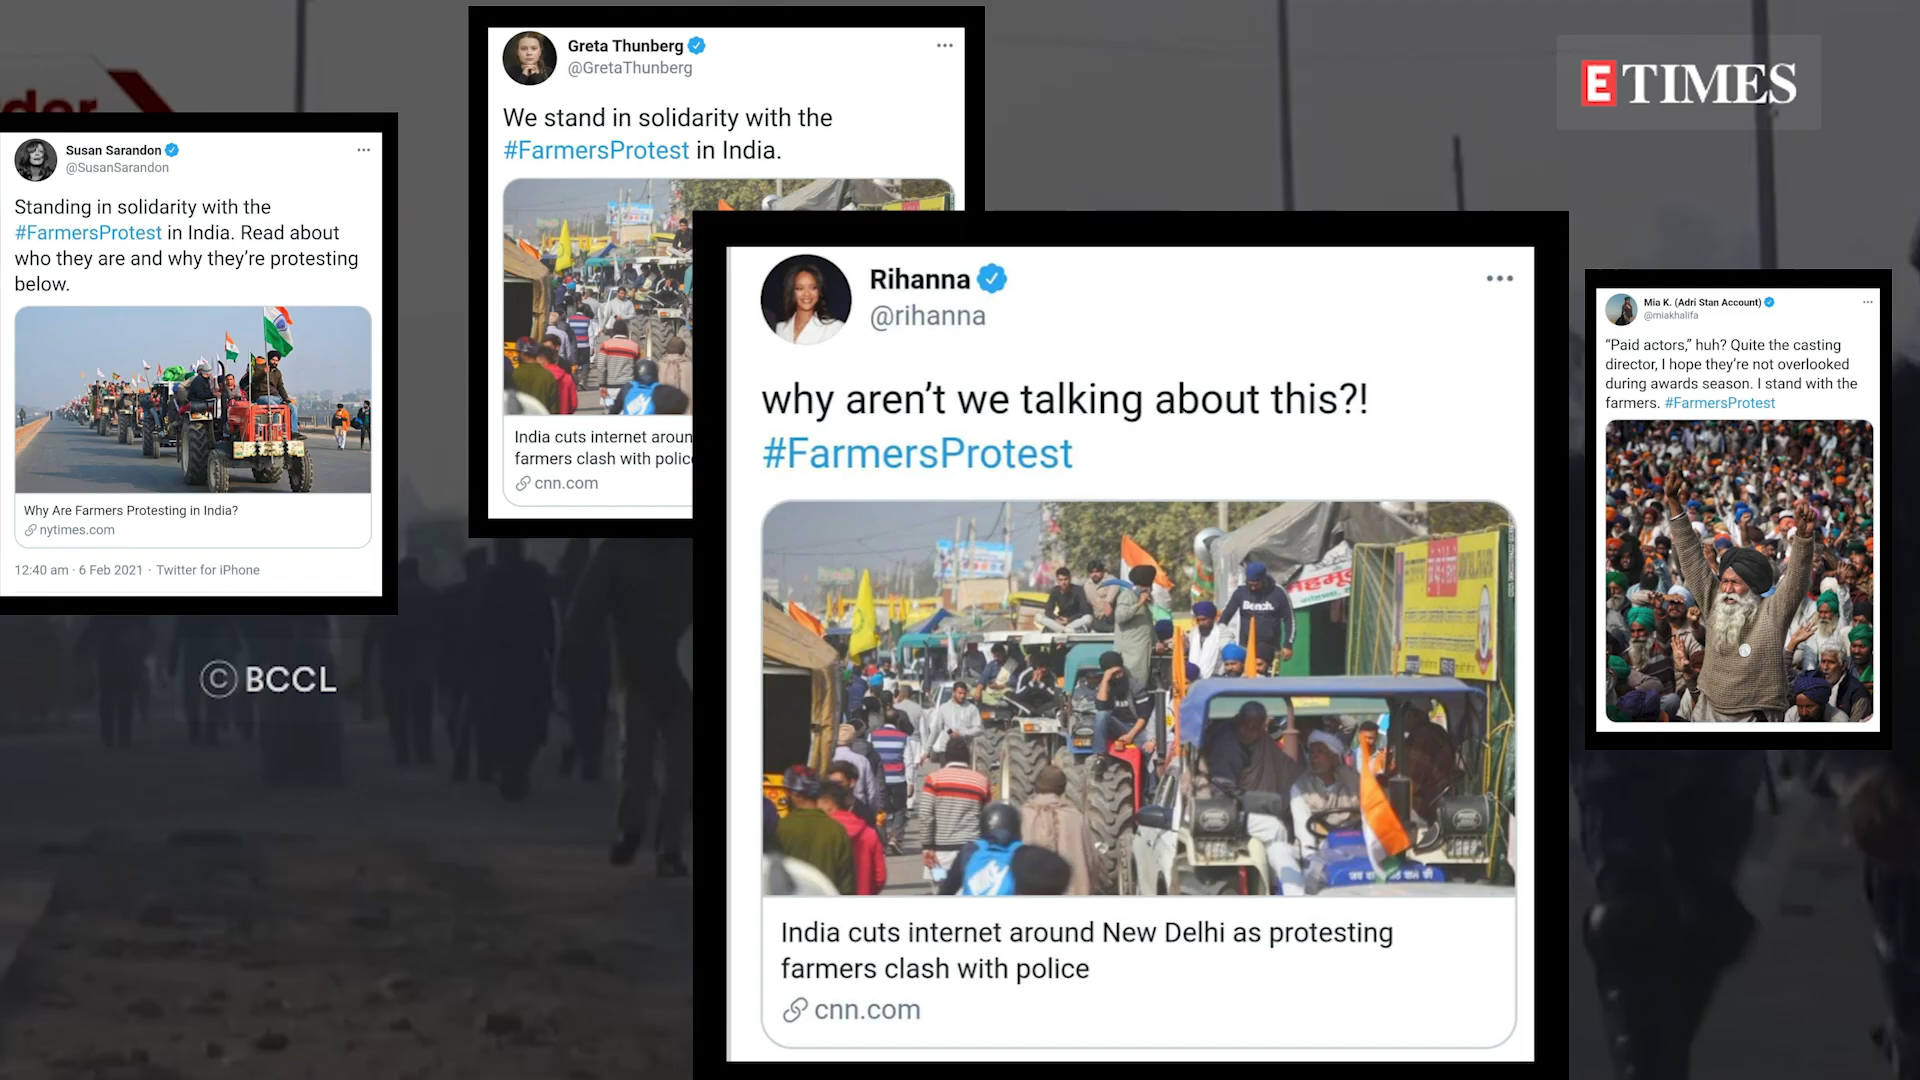 der
E TIMES
Susan Sarandon
@SusanSarandon
Standing in solidarity with the
#FarmersProtest in India. Read about
who they are and why they're protesting
below.
Why Are Farmers Protesting in India?
nytimes.com
12:40 am · 6 Feb 2021 · Twitter for iPhone
© BCCL
Greta Thunberg
@GretaThunberg
We stand in solidarity with the
#FarmersProtest in India.
India cuts internet aroun
farmers clash with police
cnn.com
Rihanna
@rihanna
why aren't we talking about this?!
#FarmersProtest
Bench.
India cuts internet around New Delhi as protesting
farmers clash with police
cnn.com
Mia K. (Adri Stan Account)
@miakhalifa
“Paid actors,” huh? Quite the casting
director, I hope they're not overlooked
during awards season. I stand with the
farmers. #FarmersProtest